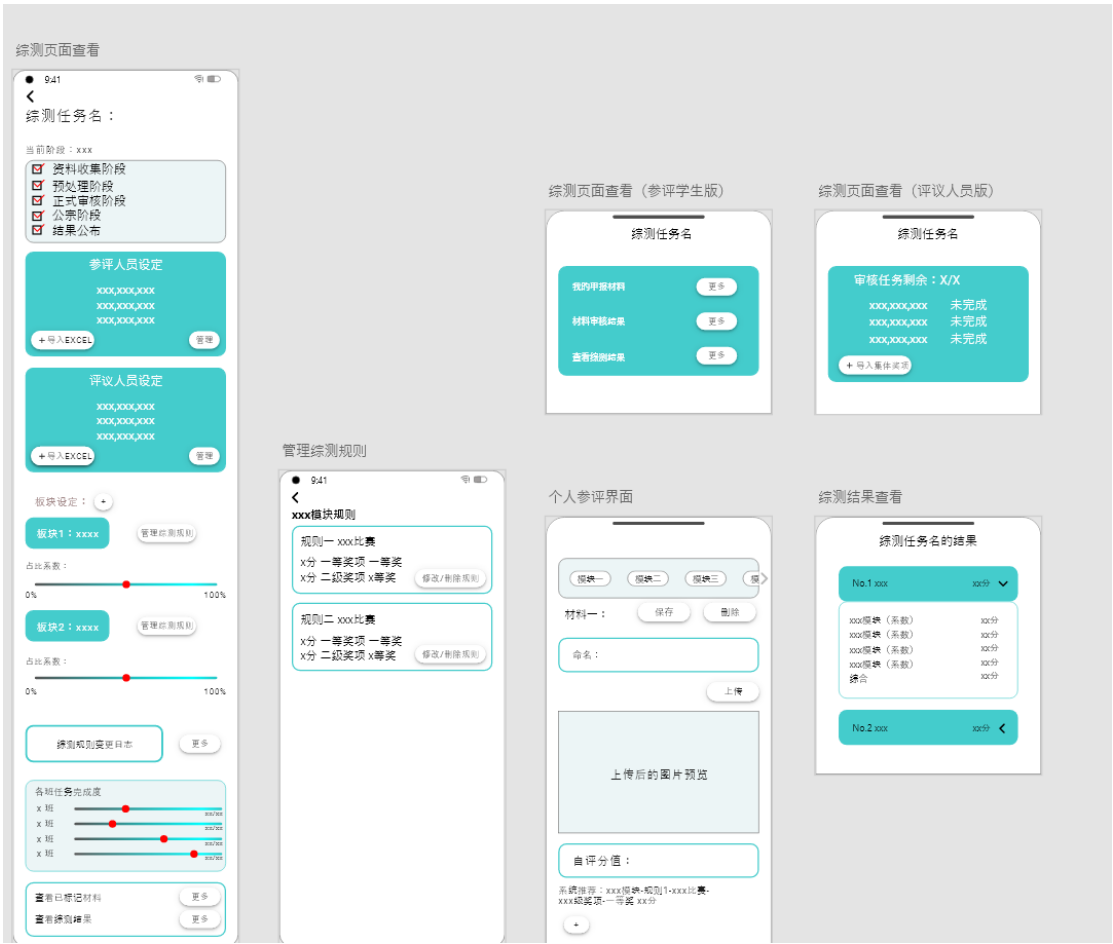 综测页面查看
9:41
综测任务名：
当前阶段：xxx
资料收集阶段
预处理阶段
正式审核阶段
公示阶段
结果公布
参评人员设定
xxx,xxx,xxx
xxx,xxx,xxx
xxx,xxx,xxx
+导入EXCEL
管理
评议人员设定
xxx,xxx,xxx
xxx,xxx,xxx
xxx,xxx,xxx
+导入EXCEL
管理
板块设定：
+
板块1：xxxx
管理综测规则
占比系数：
0%
100%
板块2：xxxx
管理综测规则
占比系数：
0%
100%
综测规则变更日志
更多
各班任务完成度
x 班
xx/xx
x 班
xx/xx
x 班
xx/xx
x 班
xx/xx
查看已标记材料
更多
查看综测结果
更多
管理综测规则
9:41
xxx模块规则
规则一 xxx比赛
x分 一等奖项 一等奖
x分 二级奖项 x等奖
修改/删除规则
规则二 xxx比赛
x分 一等奖项 一等奖
x分 二级奖项 x等奖
修改/删除规则
综测页面查看（参评学生版）
综测任务名
我的申报材料
更多
材料审核结果
更多
查看综测结果
更多
综测页面查看（评议人员版）
综测任务名
审核任务剩余：X/X
xxx,xxx,xxx 未完成
xxx,xxx,xxx 未完成
xxx,xxx,xxx 未完成
+ 导入集体奖项
个人参评界面
模块一
模块二
模块三
模
材料一：
保存
删除
命名：
上传
上传后的图片预览
自评分值：
系统推荐：xxx模块-规则1-xxx比赛-
xxx级奖项-一等奖 xx分
+
综测结果查看
综测任务名的结果
No.1 xxx
xx分
xxx模块（系数） xx分
xxx模块（系数） xx分
xxx模块（系数） xx分
xxx模块（系数） xx分
综合 xx分
No.2 xxx
xx分